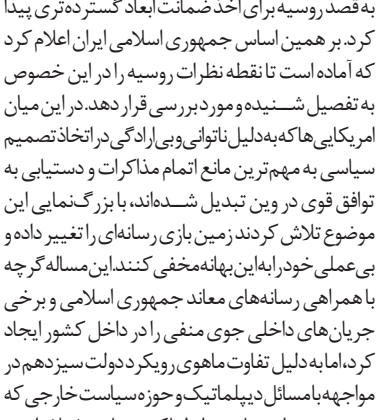 به قصد روسیه برای اخذ ضمانت ابعاد گسترده‌تری پیدا
کرد. بر همین اساس جمهوری اسلامی ایران اعلام کرد
که آماده است تا نقطه نظرات روسیه را در این خصوص
به تفصیل شــنیده و مورد بررسی قرار دهد. در این میان
امریکایی‌ها که به دلیل ناتوانی و بی‌ارادگی در اتخاذ تصمیم
سیاسی به مهم‌ترین مانع اتمام مذاکرات و دستیابی به
توافق قوی در وین تبدیل شــده‌اند، با بزرگ‌نمایی این
موضوع تلاش کردند زمین بازی رسانه‌ای را تغییر داده و
بی‌عملی خود را به این بهانه مخفی کنند. این مساله گرچه
با همراهی رسانه‌های معاند جمهوری اسلامی و برخی
جریان‌های داخلی جوی منفی را در داخل کشور ایجاد
کرد، اما به دلیل تفاوت ماهوی رویکرد دولت سیزدهم در
مواجهه با مسائل دیپلماتیک و حوزه سیاست خارجی که